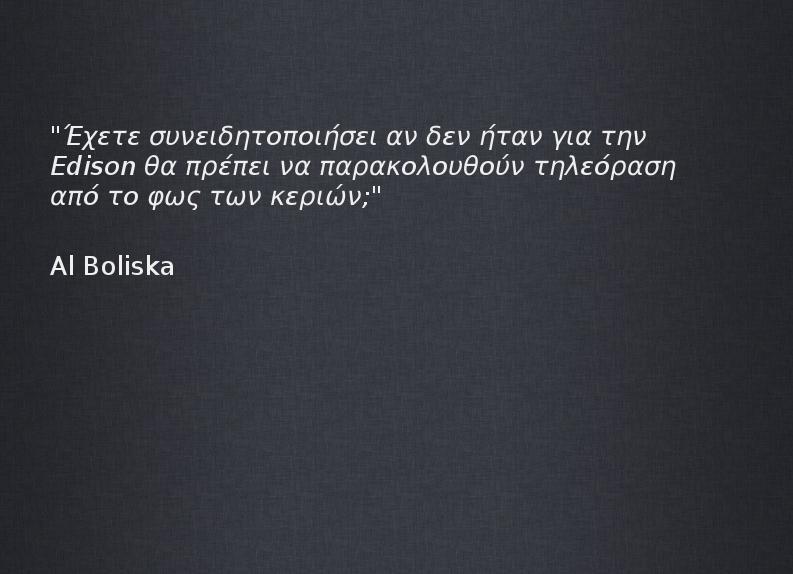 "Έχετε συνειδητοποιήσει αν δεν ήταν για την
Edison θα πρέπει να παρακολουθούν τηλεόραση
από το φως των κεριών;"
Al Boliska